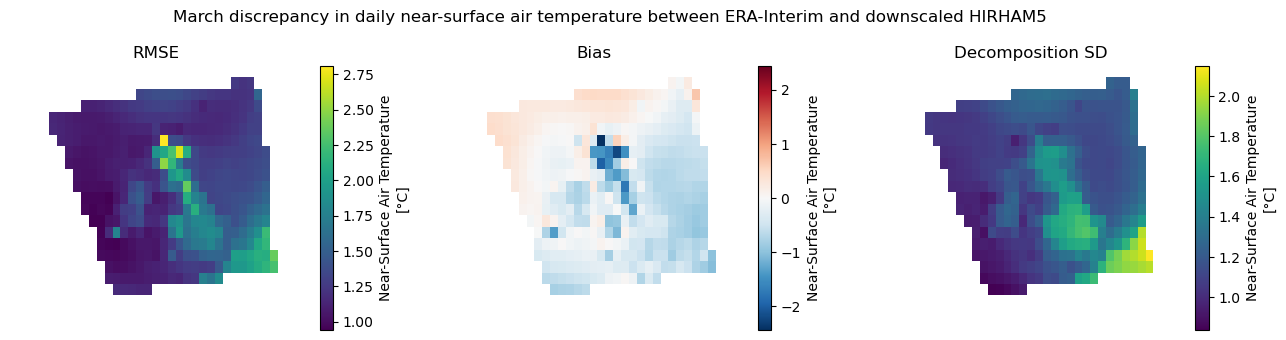 March discrepancy in daily near-surface air temperature between ERA-Interim and downscaled HIRHAM5
RMSE
2.75
2.50
2.25
2.00
1.75
1.50
1.25
1.00
Near-Surface Air Temperature
[°C]
Bias
2
1
0
−1
−2
Near-Surface Air Temperature
[°C]
Decomposition SD
2.0
1.8
1.6
1.4
1.2
1.0
Near-Surface Air Temperature
[°C]